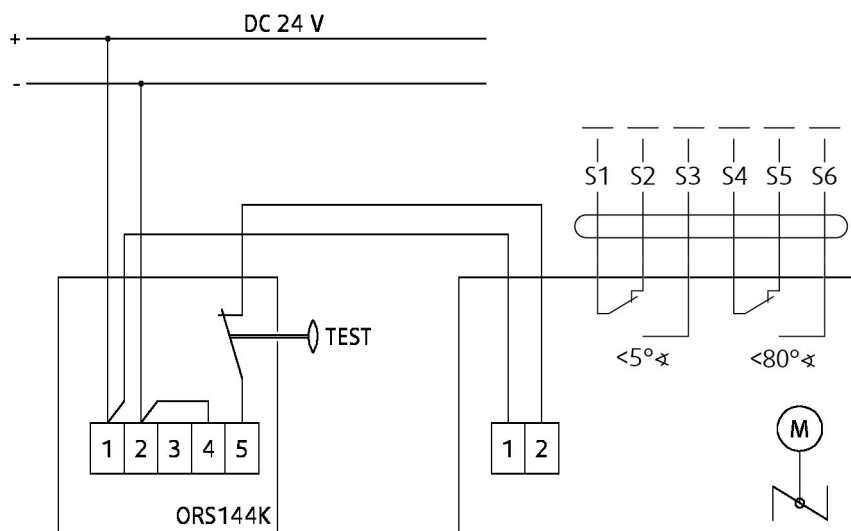 DC 24 V
+
-
S1 S2 S3 S4 S5 S6
TEST
<5°∢ <80°∢
1 2 3 4 5
1 2
M
ORS144K